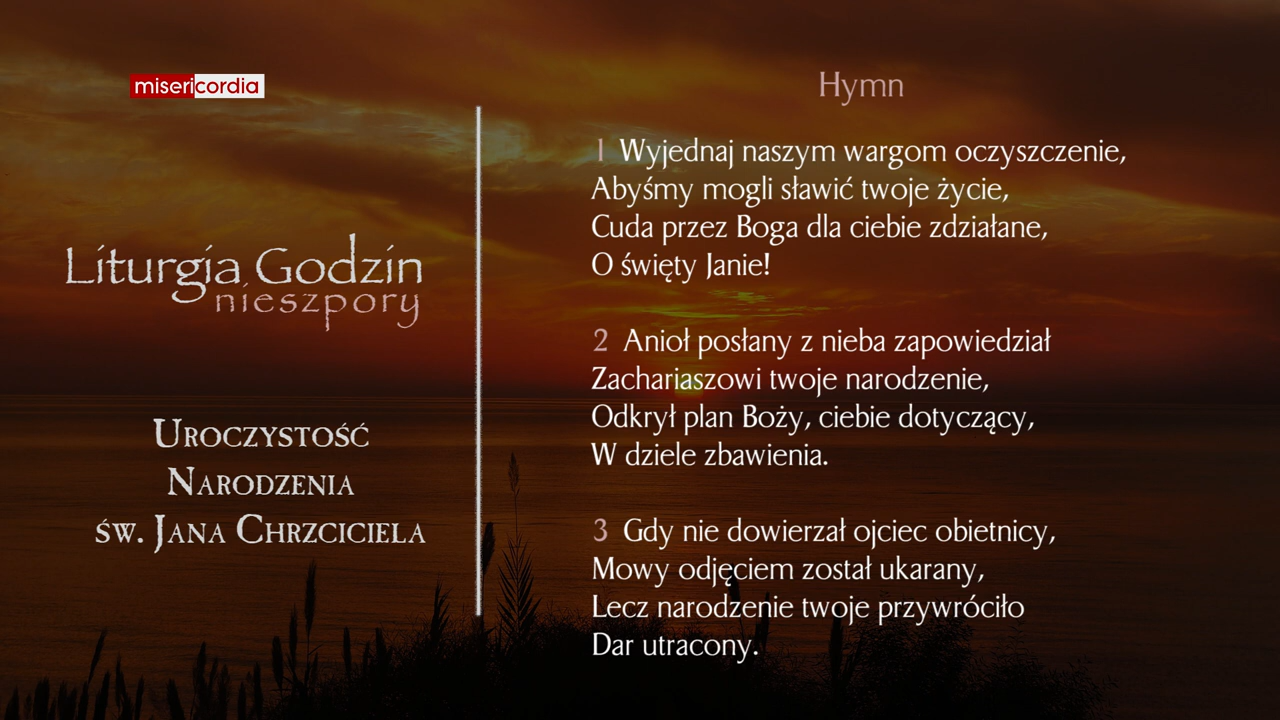 misericordia
Liturgia Godzin
nieszpory
Uroczystość
Narodzenia
św. Jana Chrzciciela
Hymn
1 Wyjednaj naszym wargom oczyszczenie,
Abyśmy mogli sławić twoje życie,
Cuda przez Boga dla ciebie zdziałane,
O święty Janie!
2 Anioł posłany z nieba zapowiedział
Zachariaszowi twoje narodzenie,
Odkrył plan Boży, ciebie dotyczący,
W dziele zbawienia.
3 Gdy nie dowierzał ojciec obietnicy,
Mowy odjęciem został ukarany,
Lecz narodzenie twoje przywróciło
Dar utracony.